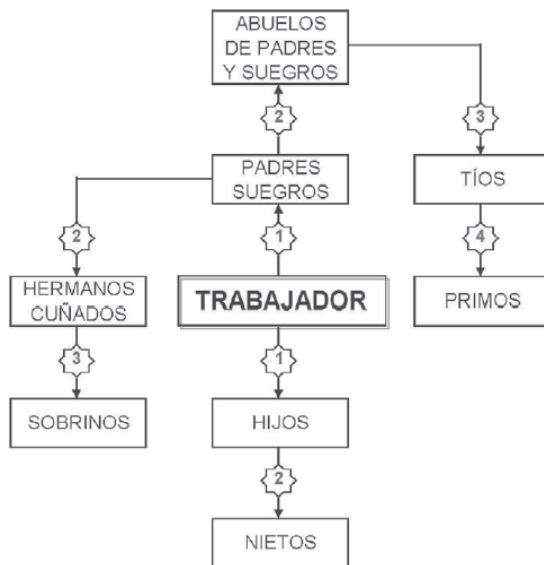 ABUELOS
DE PADRES
Y SUEGROS
2
3
PADRES
SUEGROS
TÍOS
2
1
4
HERMANOS
CUÑADOS
TRABAJADOR
PRIMOS
3
1
SOBRINOS
HIJOS
2
NIETOS